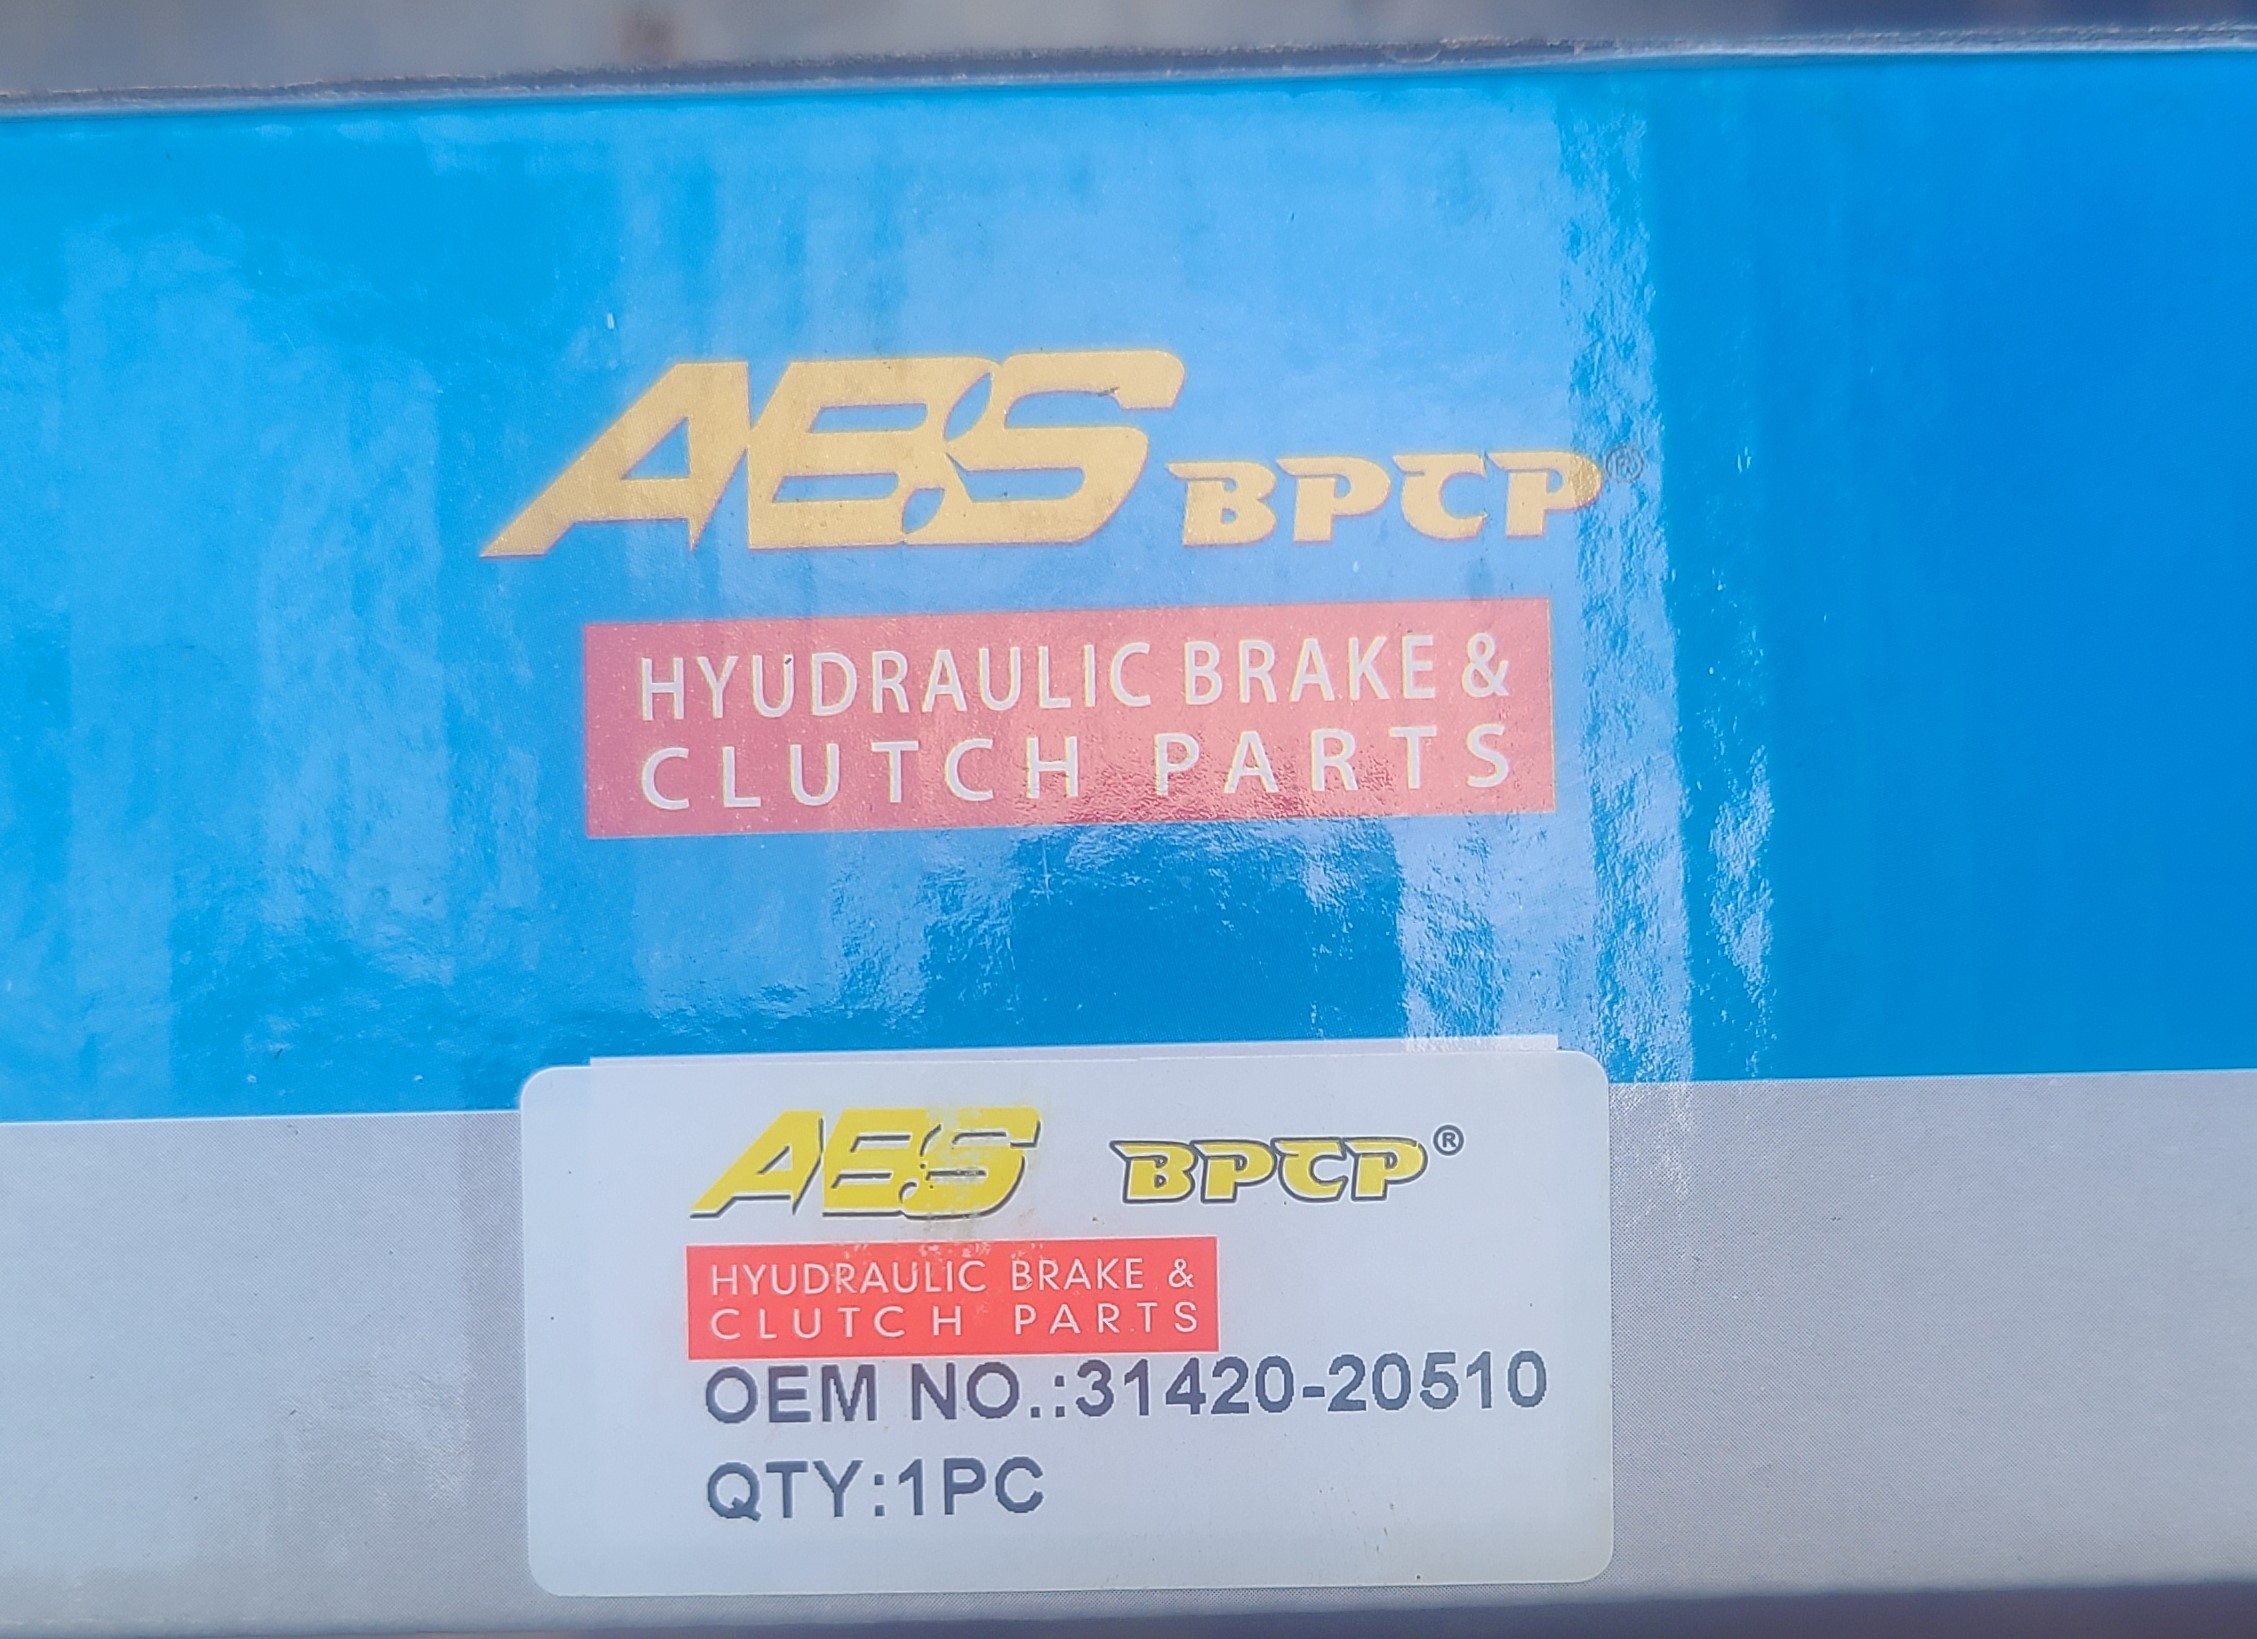 ABS BPCP®
HYUDRAULIC BRAKE &
CLUTCH PARTS
ABS BPCP®
HYUDRAULIC BRAKE &
CLUTCH PARTS
OEM NO.:31420-20510
QTY:1PC